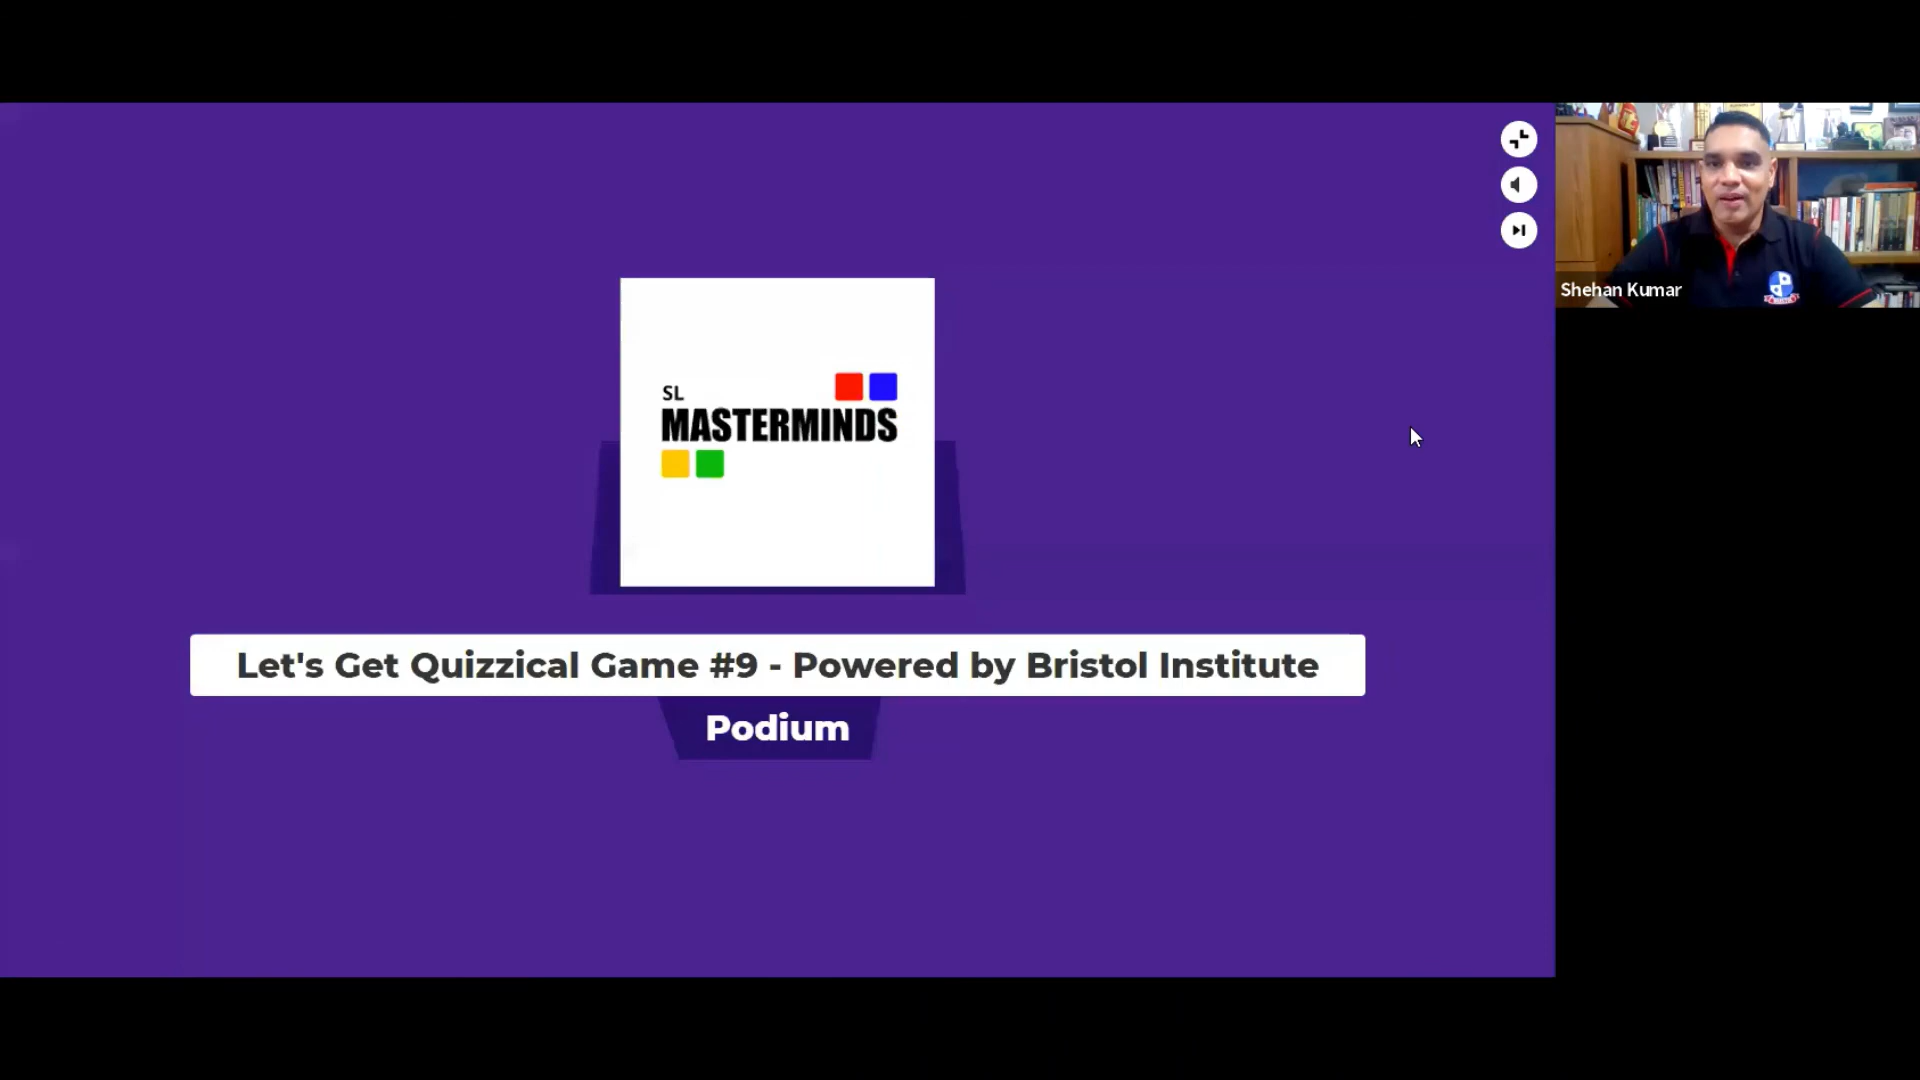 SL
MASTERMINDS
Let's Get Quizzical Game #9 - Powered by Bristol Institute
Podium
Shehan Kumar